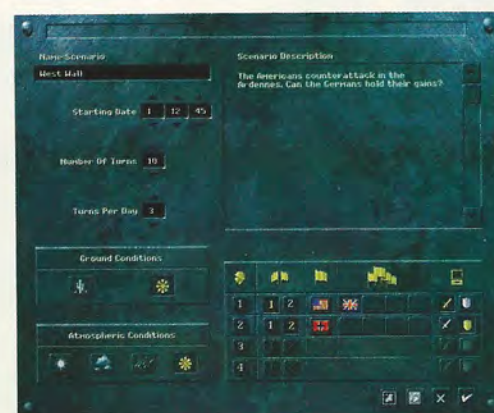 Name-Scenario
West Wall
Starting Date 1 12 45
Number Of Turns 10
Turns Per Day 3
Ground Conditions
Atmospheric Conditions
Scenario Description
The Americans counterattack in the
Ardennes. Can the Germans hold their gains?
1 1 2
2 1 2
3
4